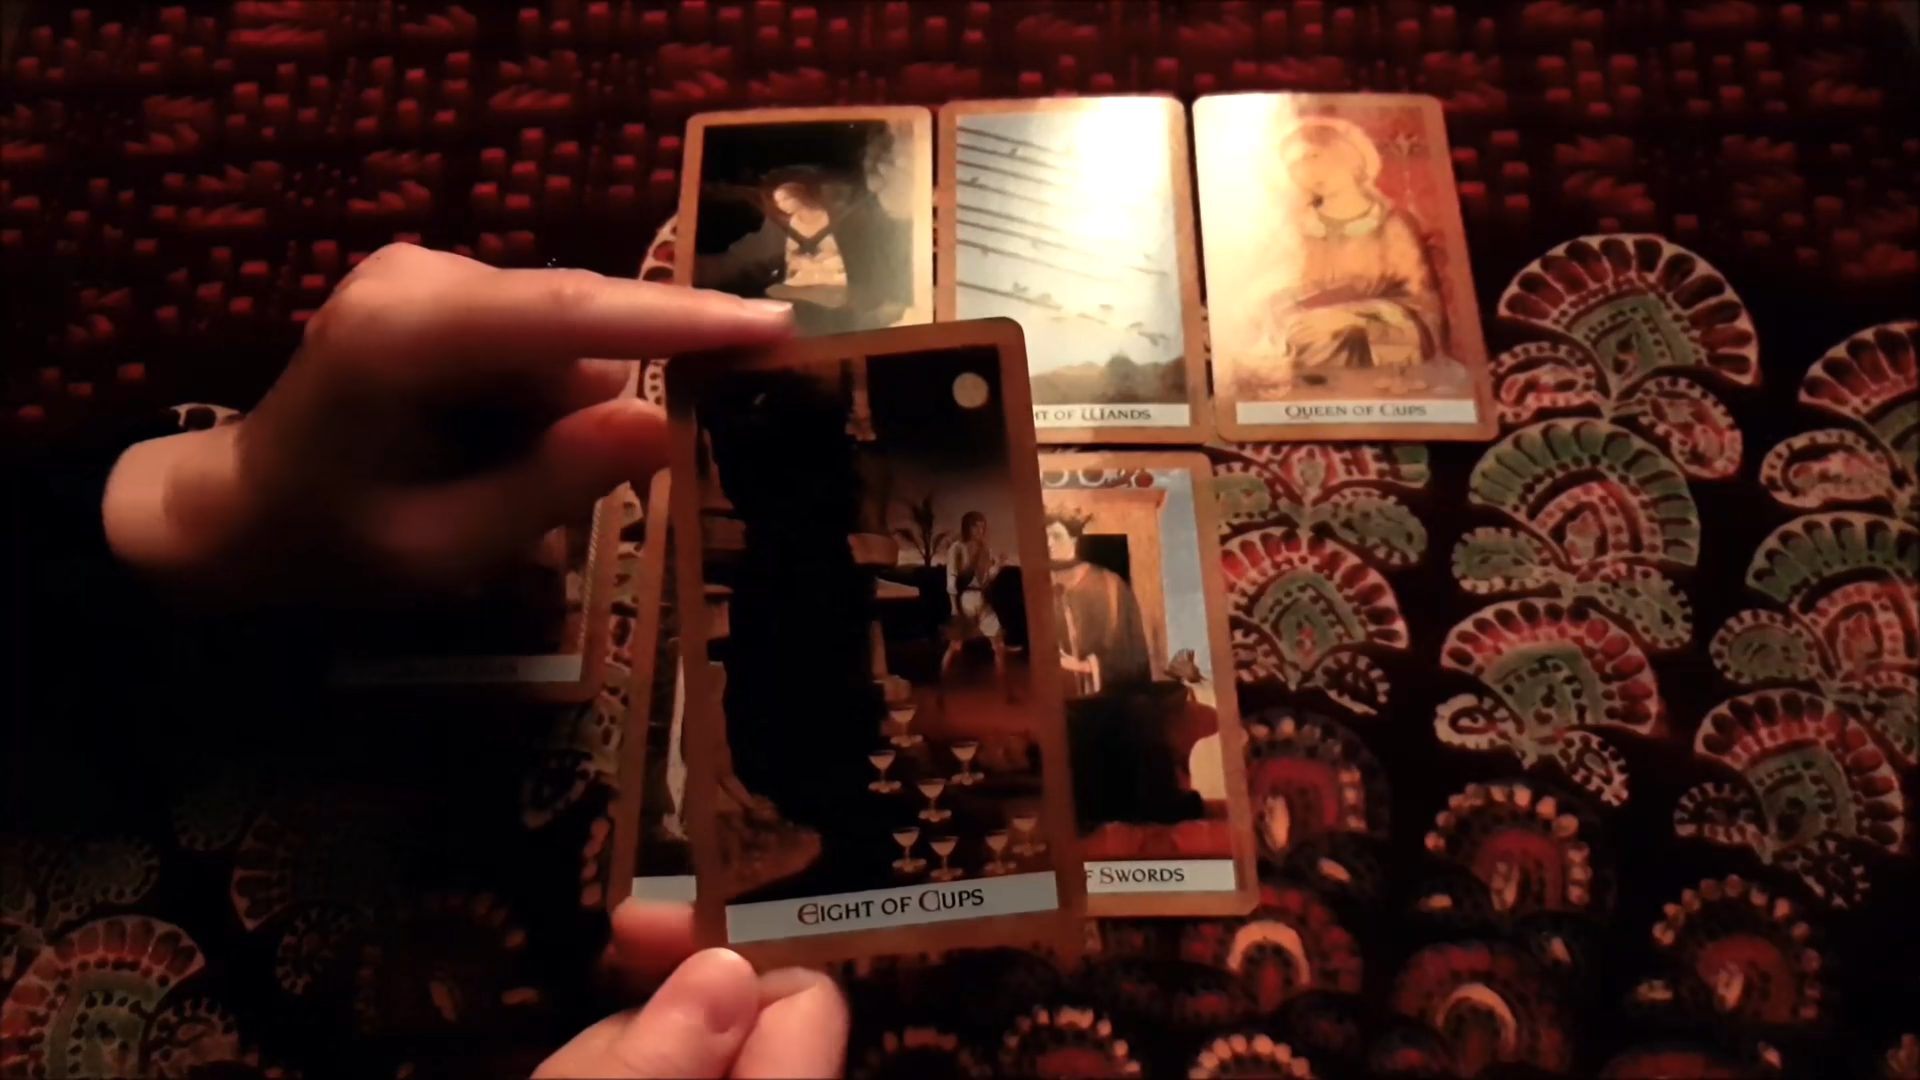 HT OF WANDS
QUEEN OF CUPS
F SWORDS
EIGHT OF CUPS